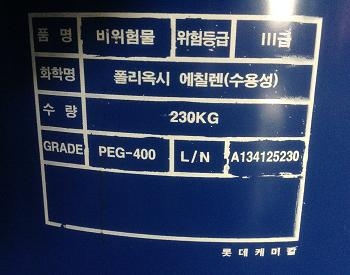 품 명 비위험물 위험등급 III급
화학명 폴리옥시 에칠렌(수용성)
수 량 230KG
GRADE PEG-400 L/N A134125230
롯데케미칼